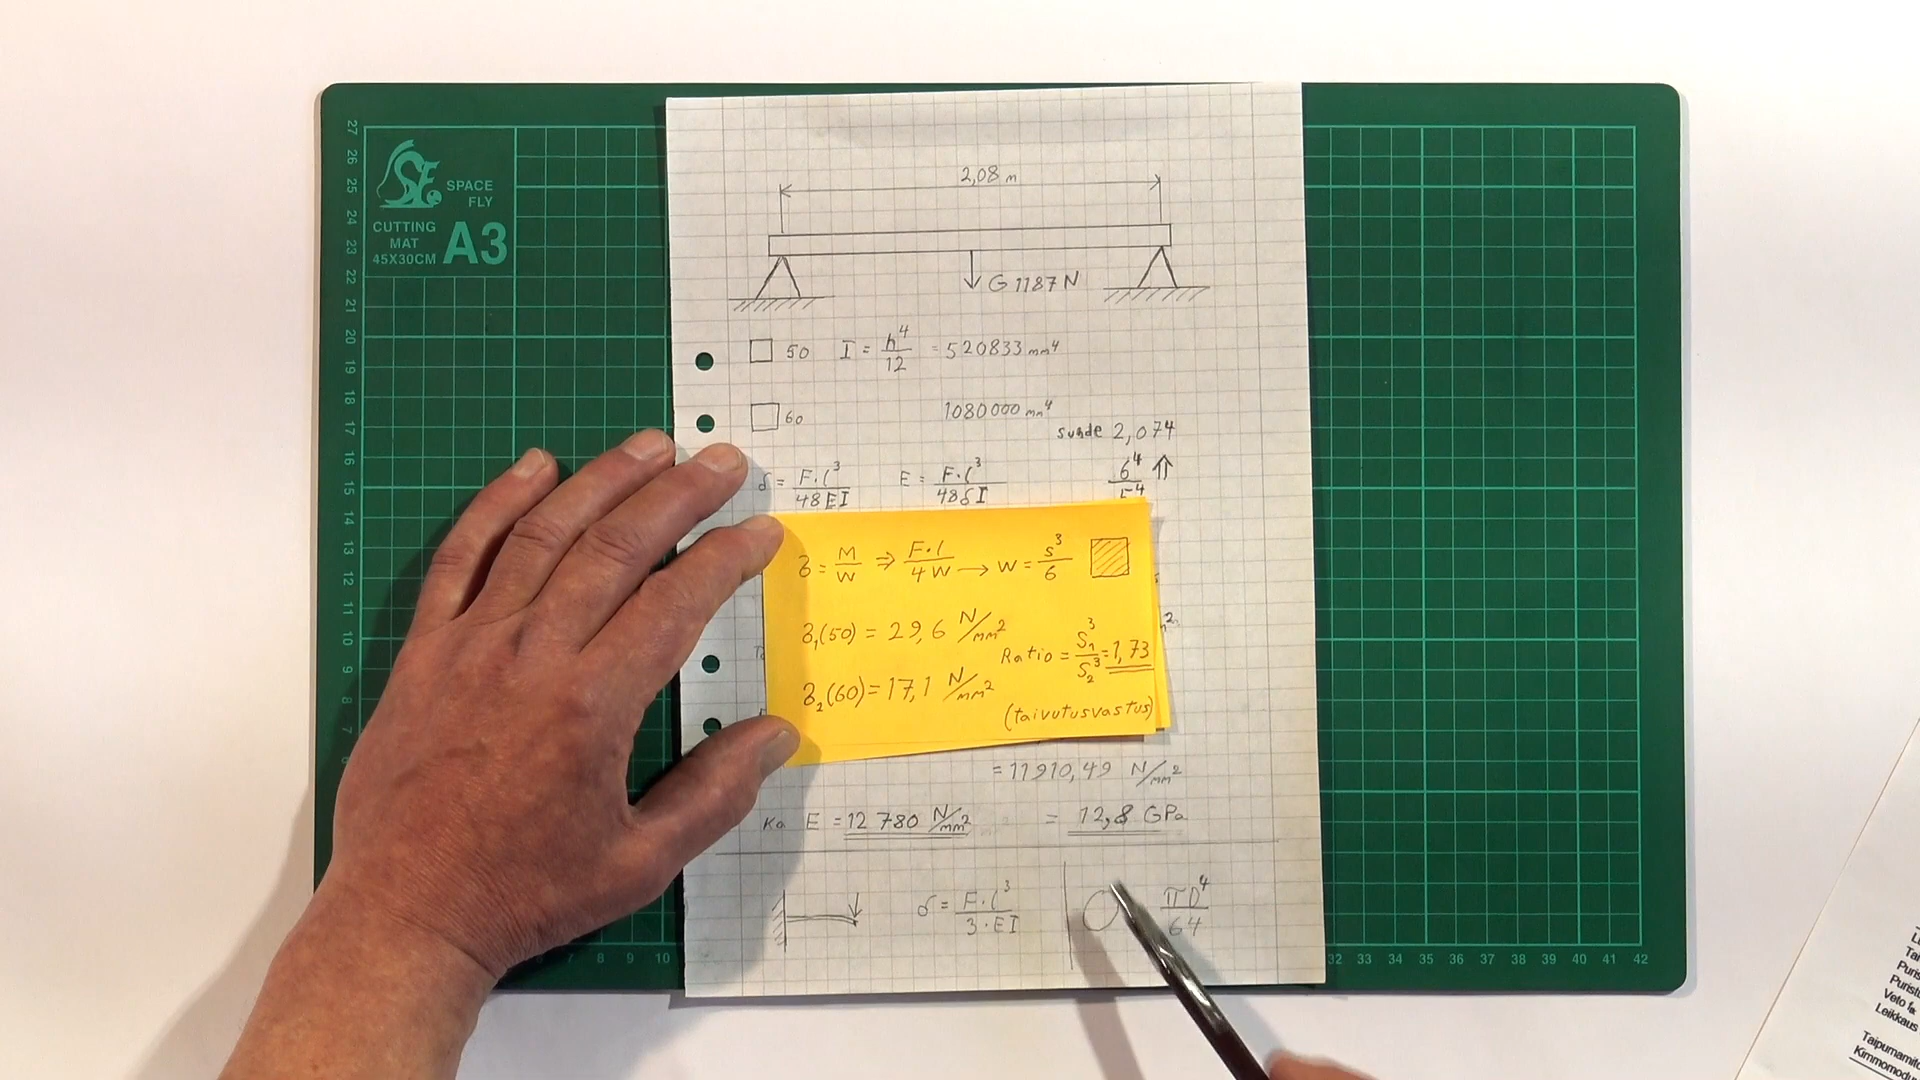 SPACE
FLY
CUTTING
MAT
45X30CM
A3
27
26
25
24
23
22
21
20
19
18
17
16
15
14
13
12
11
10
9
8
7
2,08 m
G 1187 N
50 I = h⁴/12 = 520833 mm⁴
60 1080000 mm⁴
suhde 2,074
δ = F·l³/48EI E = F·l³/48δI 6⁴/5⁴ ⇑
σ = M/W ⇒ F·l/4W → W = s³/6
σ₁(50) = 29,6 N/mm²
Ratio = S₁³/S₂³ = 1,73
σ₂(60) = 17,1 N/mm²
(taivutusvastus)
= 11910,49 N/mm²
Ka E = 12 780 N/mm² = 12,8 GPa
δ = F·l³/3·EI πD⁴/64
7 8 9 10
32 33 34 35 36 37 38 39 40 41 42
Veto
Leikkaus